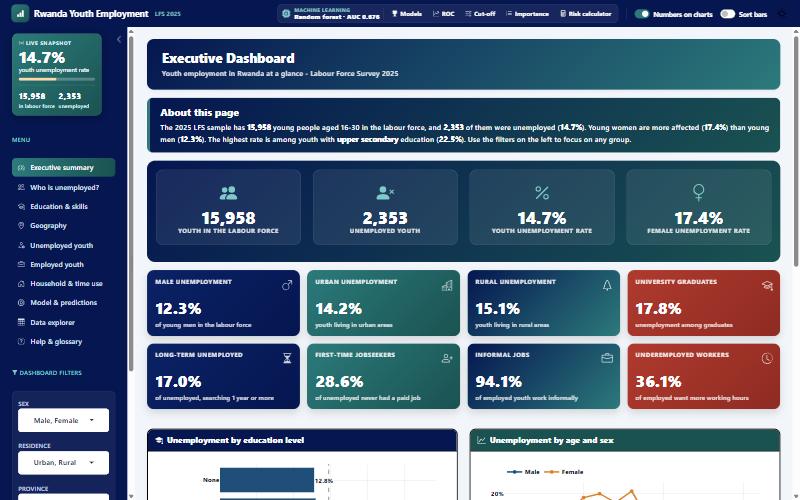 Rwanda Youth Employment LFS 2025
MACHINE LEARNING
Random forest · AUC 0.676
Models ROC Cut-off Importance Risk calculator
Numbers on charts Sort bars
LIVE SNAPSHOT
14.7%
youth unemployment rate
15,958 2,353
in labour force unemployed
MENU
Executive summary
Who is unemployed?
Education & skills
Geography
Unemployed youth
Employed youth
Household & time use
Model & predictions
Data explorer
Help & glossary
DASHBOARD FILTERS
SEX
Male, Female
RESIDENCE
Urban, Rural
PROVINCE
Executive Dashboard
Youth employment in Rwanda at a glance - Labour Force Survey 2025
About this page
The 2025 LFS sample has 15,958 young people aged 16-30 in the labour force, and 2,353 of them were unemployed (14.7%). Young women are more affected (17.4%) than young
men (12.3%). The highest rate is among youth with upper secondary education (22.5%). Use the filters on the left to focus on any group.
15,958
YOUTH IN THE LABOUR FORCE
2,353
UNEMPLOYED YOUTH
14.7%
YOUTH UNEMPLOYMENT RATE
17.4%
FEMALE UNEMPLOYMENT RATE
MALE UNEMPLOYMENT
12.3%
of young men in the labour force
URBAN UNEMPLOYMENT
14.2%
youth living in urban areas
RURAL UNEMPLOYMENT
15.1%
youth living in rural areas
UNIVERSITY GRADUATES
17.8%
unemployment among graduates
LONG-TERM UNEMPLOYED
17.0%
of unemployed, searching 1 year or more
FIRST-TIME JOBSEEKERS
28.6%
of unemployed never had a paid job
INFORMAL JOBS
94.1%
of employed youth work informally
UNDEREMPLOYED WORKERS
36.1%
of employed want more working hours
Unemployment by education level
None
12.8%
Unemployment by age and sex
Male Female
20%